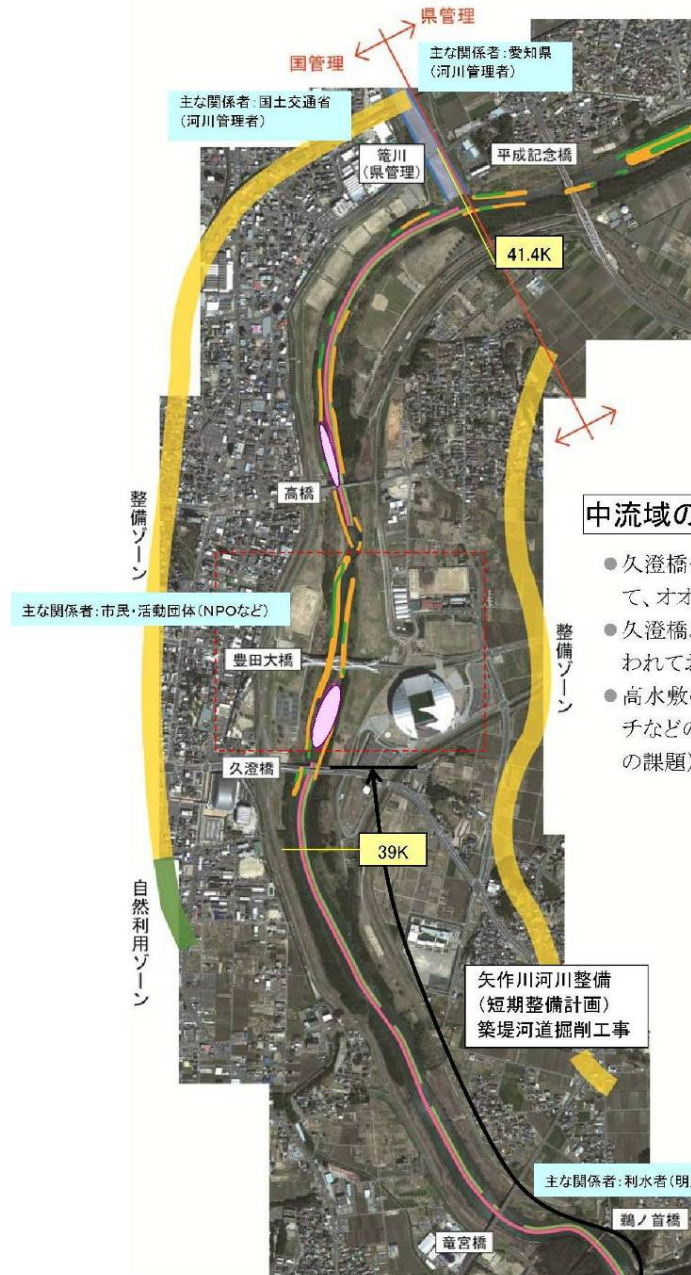 県管理
国管理
主な関係者:愛知県
(河川管理者)
主な関係者:国土交通省
(河川管理者)
篭川
(県管理)
平成記念橋
41.4K
高橋
整備ゾーン
中流域の
●久澄橋
て、オオ
●久澄橋
われてお
●高水敷
チなどの
の課題)
主な関係者:市民・活動団体(NPOなど)
豊田大橋
整備ゾーン
久澄橋
39K
自然利用ゾーン
矢作川河川整備
(短期整備計画)
築堤河道掘削工事
主な関係者:利水者(明
鵜ノ首橋
竜宮橋